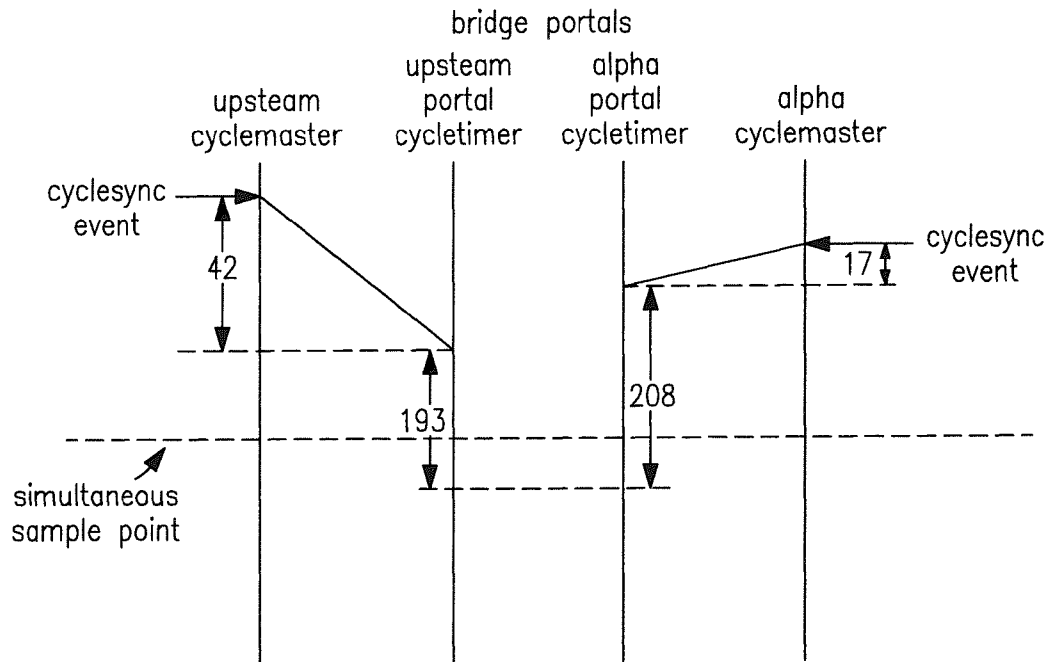 bridge portals
upsteam
cyclemaster
upsteam
portal
cycletimer
alpha
portal
cycletimer
alpha
cyclemaster
cyclesync
event
42
193
208
17
cyclesync
event
simultaneous
sample point